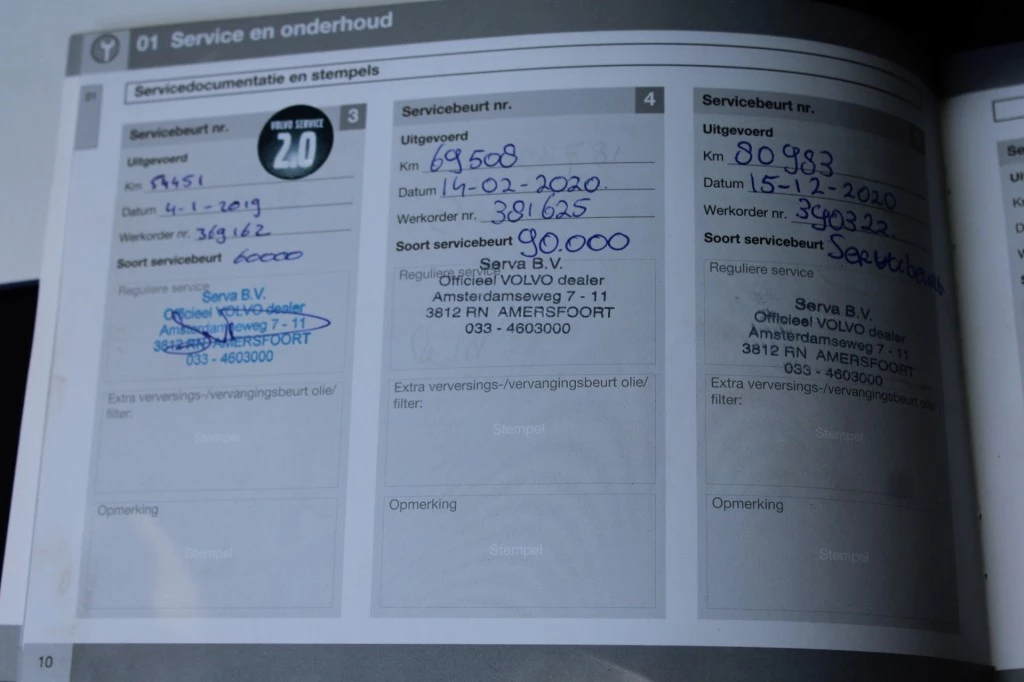 01 Service en onderhoud
01
Servicedocumentatie en stempels
Servicebeurt nr. 3
VOLVO SERVICE
2.0
Uitgevoerd
Km 54451
Datum 4-1-2019
Werkorder nr. 369162
Soort servicebeurt 60000
Reguliere service
Serva B.V.
Officieel VOLVO dealer
Amsterdamseweg 7 - 11
3812 RN AMERSFOORT
033 - 4603000
Extra verversings-/vervangingsbeurt olie/
filter:
Stempel
Opmerking
Stempel
Servicebeurt nr. 4
Uitgevoerd
Km 69508
Datum 14-02-2020
Werkorder nr. 381625
Soort servicebeurt 90.000
Reguliere service
Serva B.V.
Officieel VOLVO dealer
Amsterdamseweg 7 - 11
3812 RN AMERSFOORT
033 - 4603000
Extra verversings-/vervangingsbeurt olie/
filter:
Stempel
Opmerking
Stempel
Servicebeurt nr.
Uitgevoerd
Km 80983
Datum 15-12-2020
Werkorder nr. 390322
Soort servicebeurt Servicebeurt
Reguliere service
Serva B.V.
Officieel VOLVO dealer
Amsterdamseweg 7 - 11
3812 RN AMERSFOORT
033 - 4603000
Extra verversings-/vervangingsbeurt olie/
filter:
Stempel
Opmerking
Stempel
10